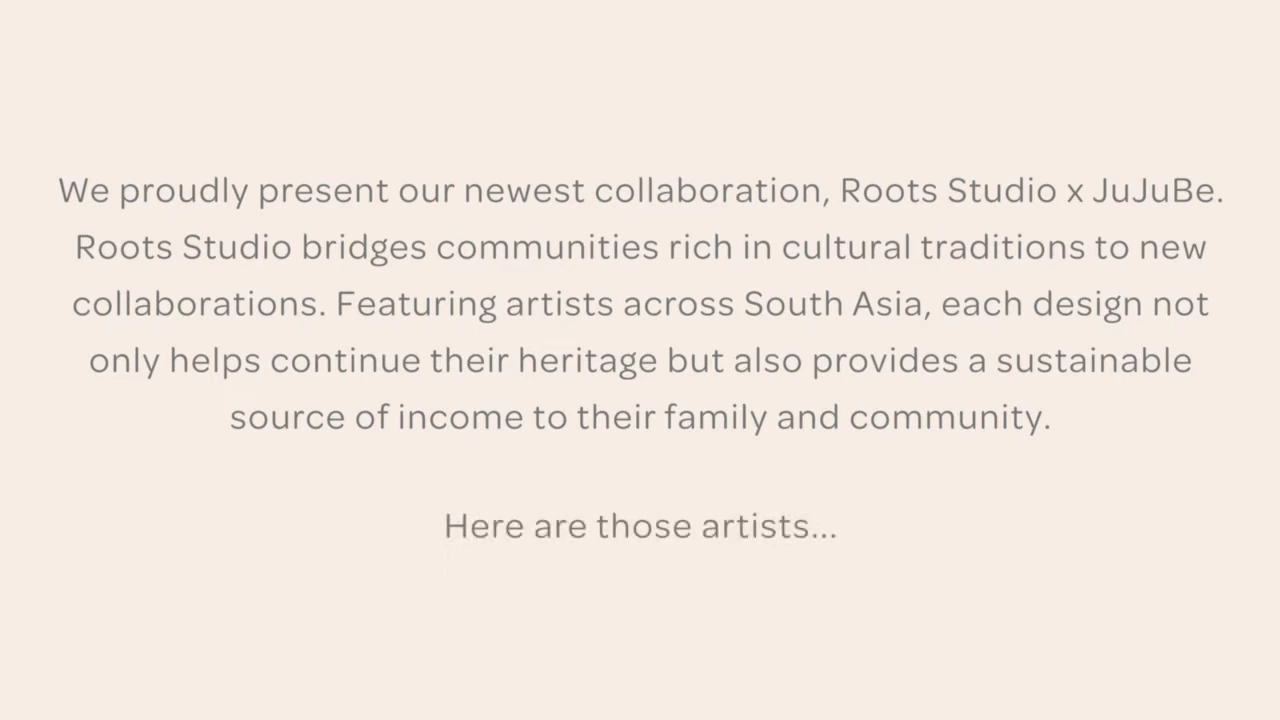 We proudly present our newest collaboration, Roots Studio x JuJuBe.
Roots Studio bridges communities rich in cultural traditions to new
collaborations. Featuring artists across South Asia, each design not
only helps continue their heritage but also provides a sustainable
source of income to their family and community.
Here are those artists...